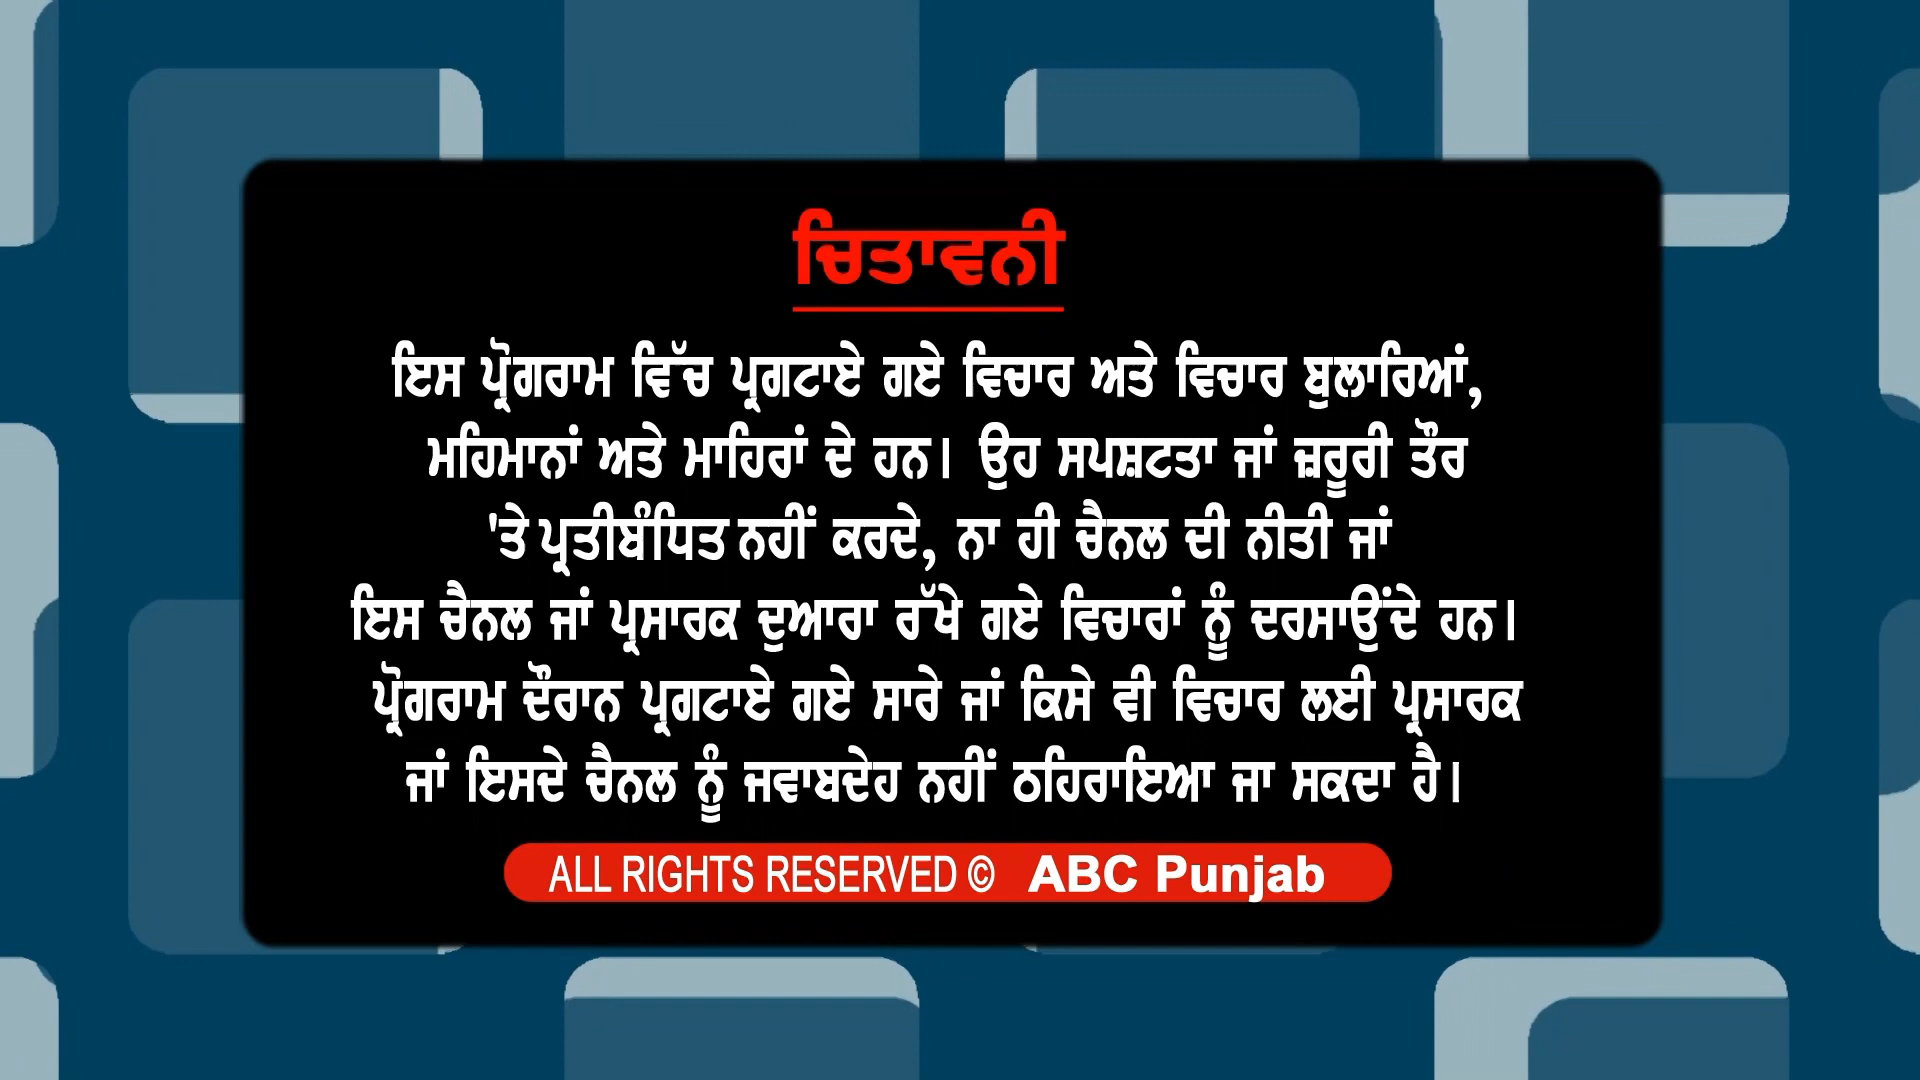 ਚਿਤਾਵਨੀ
ਇਸ ਪ੍ਰੋਗਰਾਮ ਵਿੱਚ ਪ੍ਰਗਟਾਏ ਗਏ ਵਿਚਾਰ ਅਤੇ ਵਿਚਾਰ ਬੁਲਾਰਿਆਂ,
ਮਹਿਮਾਨਾਂ ਅਤੇ ਮਾਹਿਰਾਂ ਦੇ ਹਨ। ਉਹ ਸਪਸ਼ਟਤਾ ਜਾਂ ਜ਼ਰੂਰੀ ਤੌਰ
'ਤੇ ਪ੍ਰਤੀਬੰਧਿਤ ਨਹੀਂ ਕਰਦੇ, ਨਾ ਹੀ ਚੈਨਲ ਦੀ ਨੀਤੀ ਜਾਂ
ਇਸ ਚੈਨਲ ਜਾਂ ਪ੍ਰਸਾਰਕ ਦੁਆਰਾ ਰੱਖੇ ਗਏ ਵਿਚਾਰਾਂ ਨੂੰ ਦਰਸਾਉਂਦੇ ਹਨ।
ਪ੍ਰੋਗਰਾਮ ਦੌਰਾਨ ਪ੍ਰਗਟਾਏ ਗਏ ਸਾਰੇ ਜਾਂ ਕਿਸੇ ਵੀ ਵਿਚਾਰ ਲਈ ਪ੍ਰਸਾਰਕ
ਜਾਂ ਇਸਦੇ ਚੈਨਲ ਨੂੰ ਜਵਾਬਦੇਹ ਨਹੀਂ ਠਹਿਰਾਇਆ ਜਾ ਸਕਦਾ ਹੈ।
ALL RIGHTS RESERVED © ABC Punjab